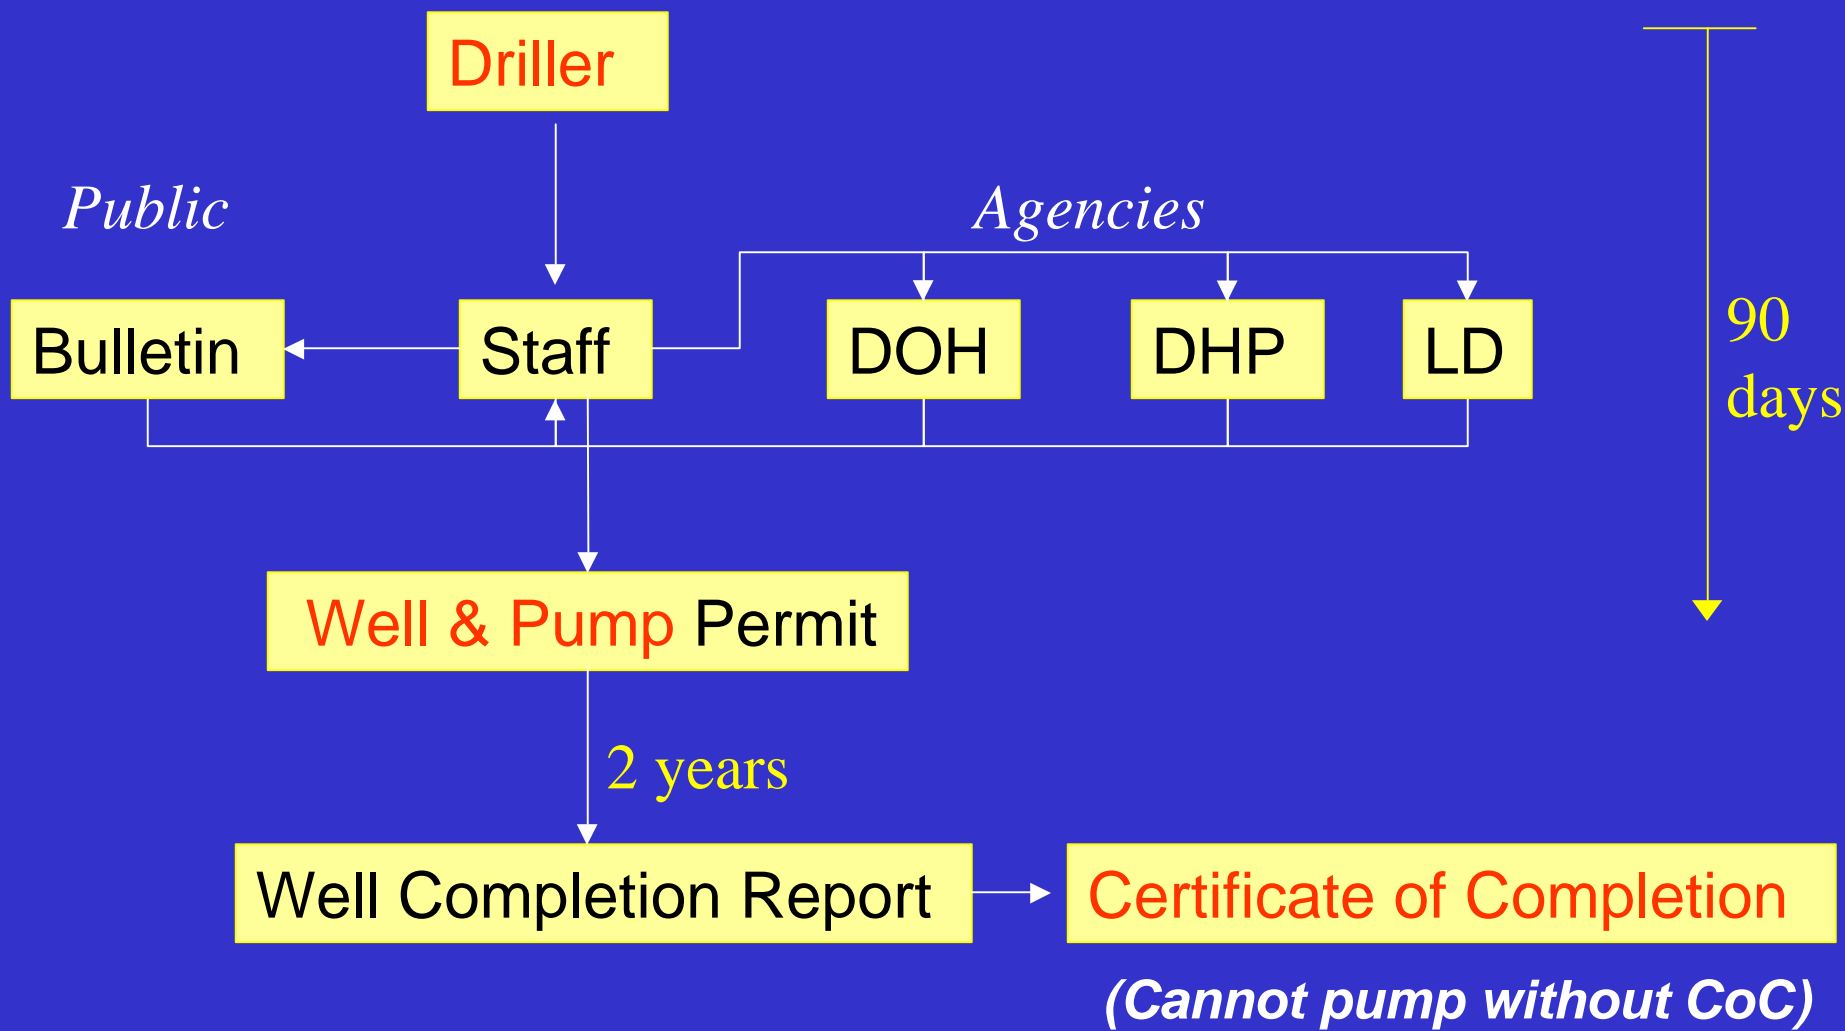 Driller
Public
Agencies
Bulletin
Staff
DOH
DHP
LD
90
days
Well & Pump Permit
2 years
Well Completion Report
Certificate of Completion
(Cannot pump without CoC)